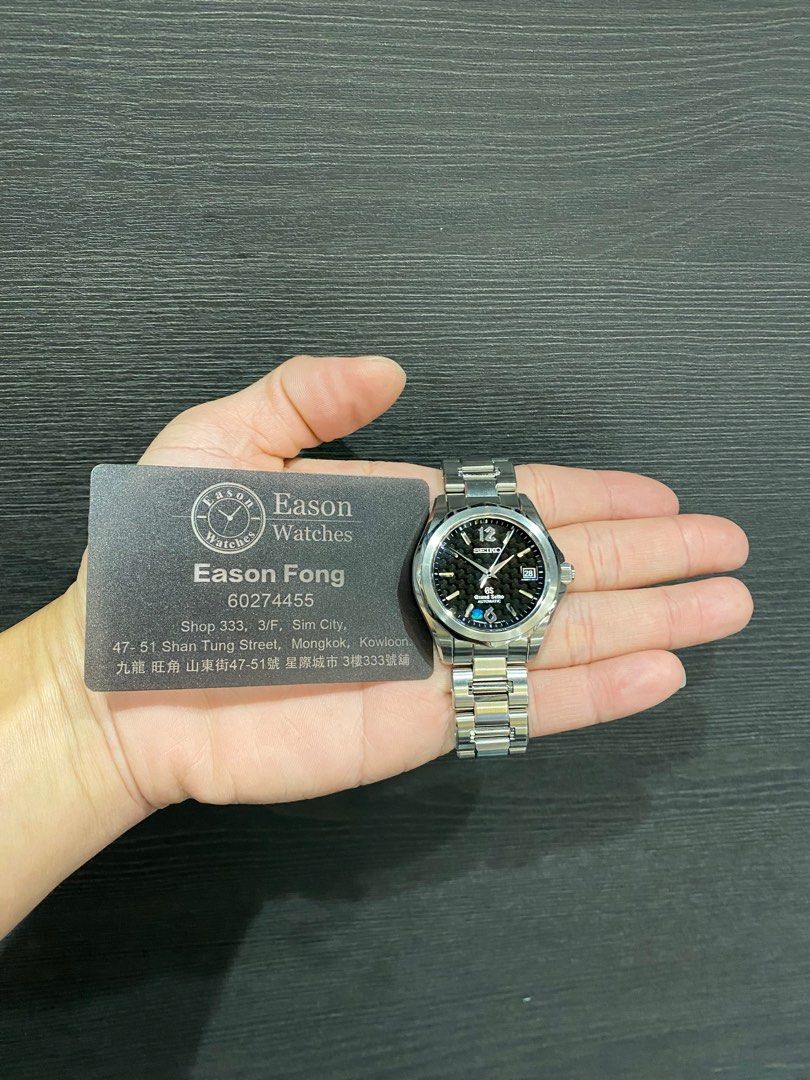 Eason
Watches
Eason
Watches
Eason Fong
60274455
Shop 333, 3/F, Sim City,
47- 51 Shan Tung Street, Mongkok, Kowloon.
九龍 旺角 山東街47-51號 星際城市 3樓333號舖
12
SEIKO
28
GS
Grand Seiko
AUTOMATIC
6